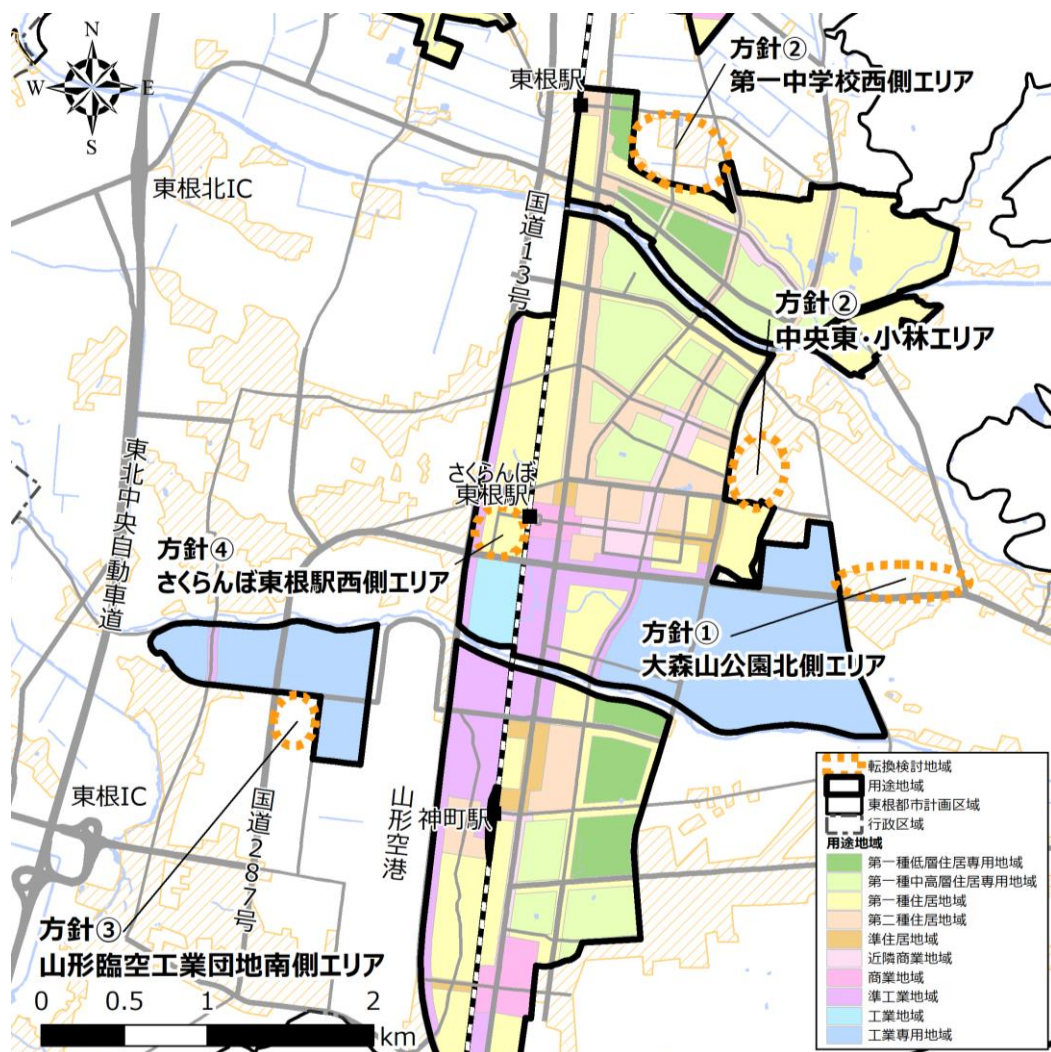 N
W
E
S
方針②
第一中学校西側エリア
東根駅
東根北IC
国道13号
方針②
中央東・小林エリア
東北中央自動車道
さくらんぼ
東根駅
方針④
さくらんぼ東根駅西側エリア
方針①
大森山公園北側エリア
東根IC
国道287号
山形空港
神町駅
方針③
山形臨空工業団地南側エリア
0 0.5 1 2
km
転換検討地域
用途地域
東根都市計画区域
行政区域
用途地域
第一種低層住居専用地域
第一種中高層住居専用地域
第一種住居地域
第二種住居地域
準住居地域
近隣商業地域
商業地域
準工業地域
工業地域
工業専用地域